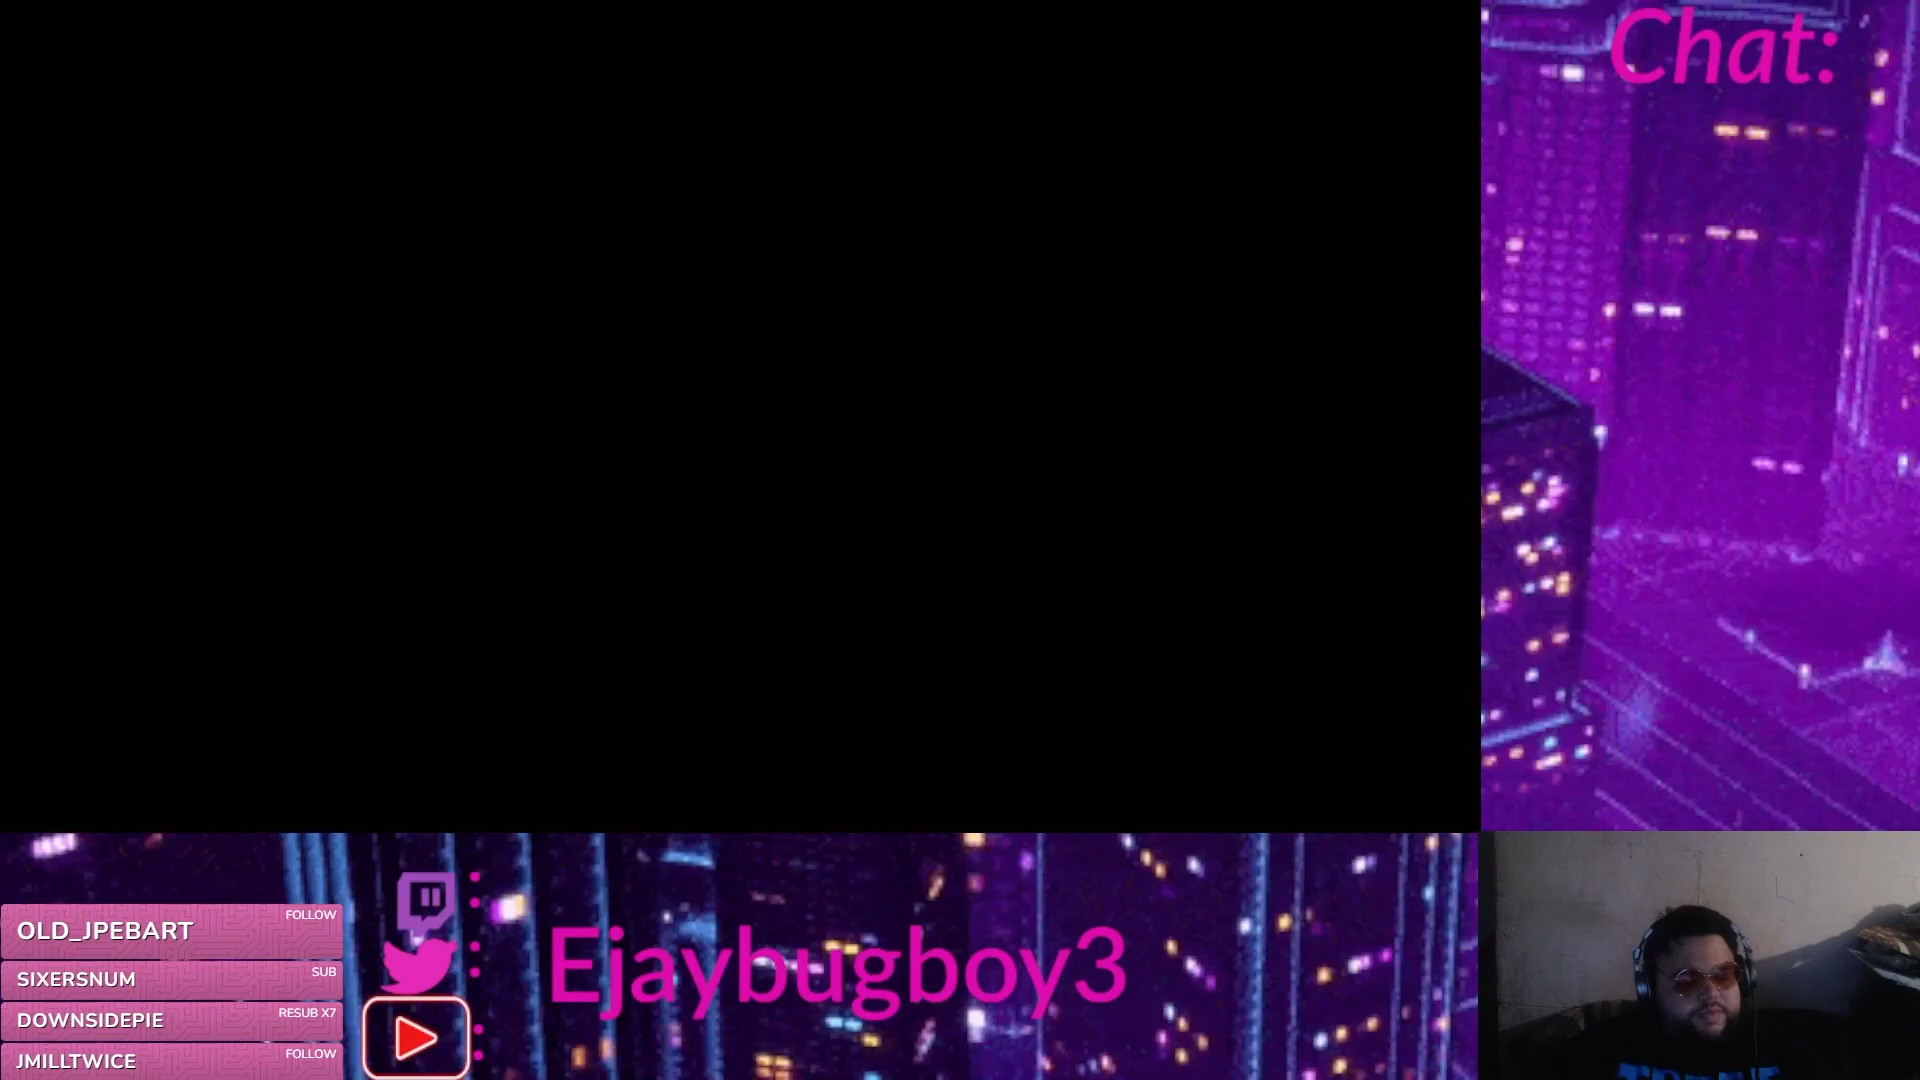 Chat:
OLD_JPEBART
FOLLOW
SIXERSNUM
SUB
DOWNSIDEPIE
RESUB X7
JMILLTWICE
FOLLOW
Ejaybugboy3